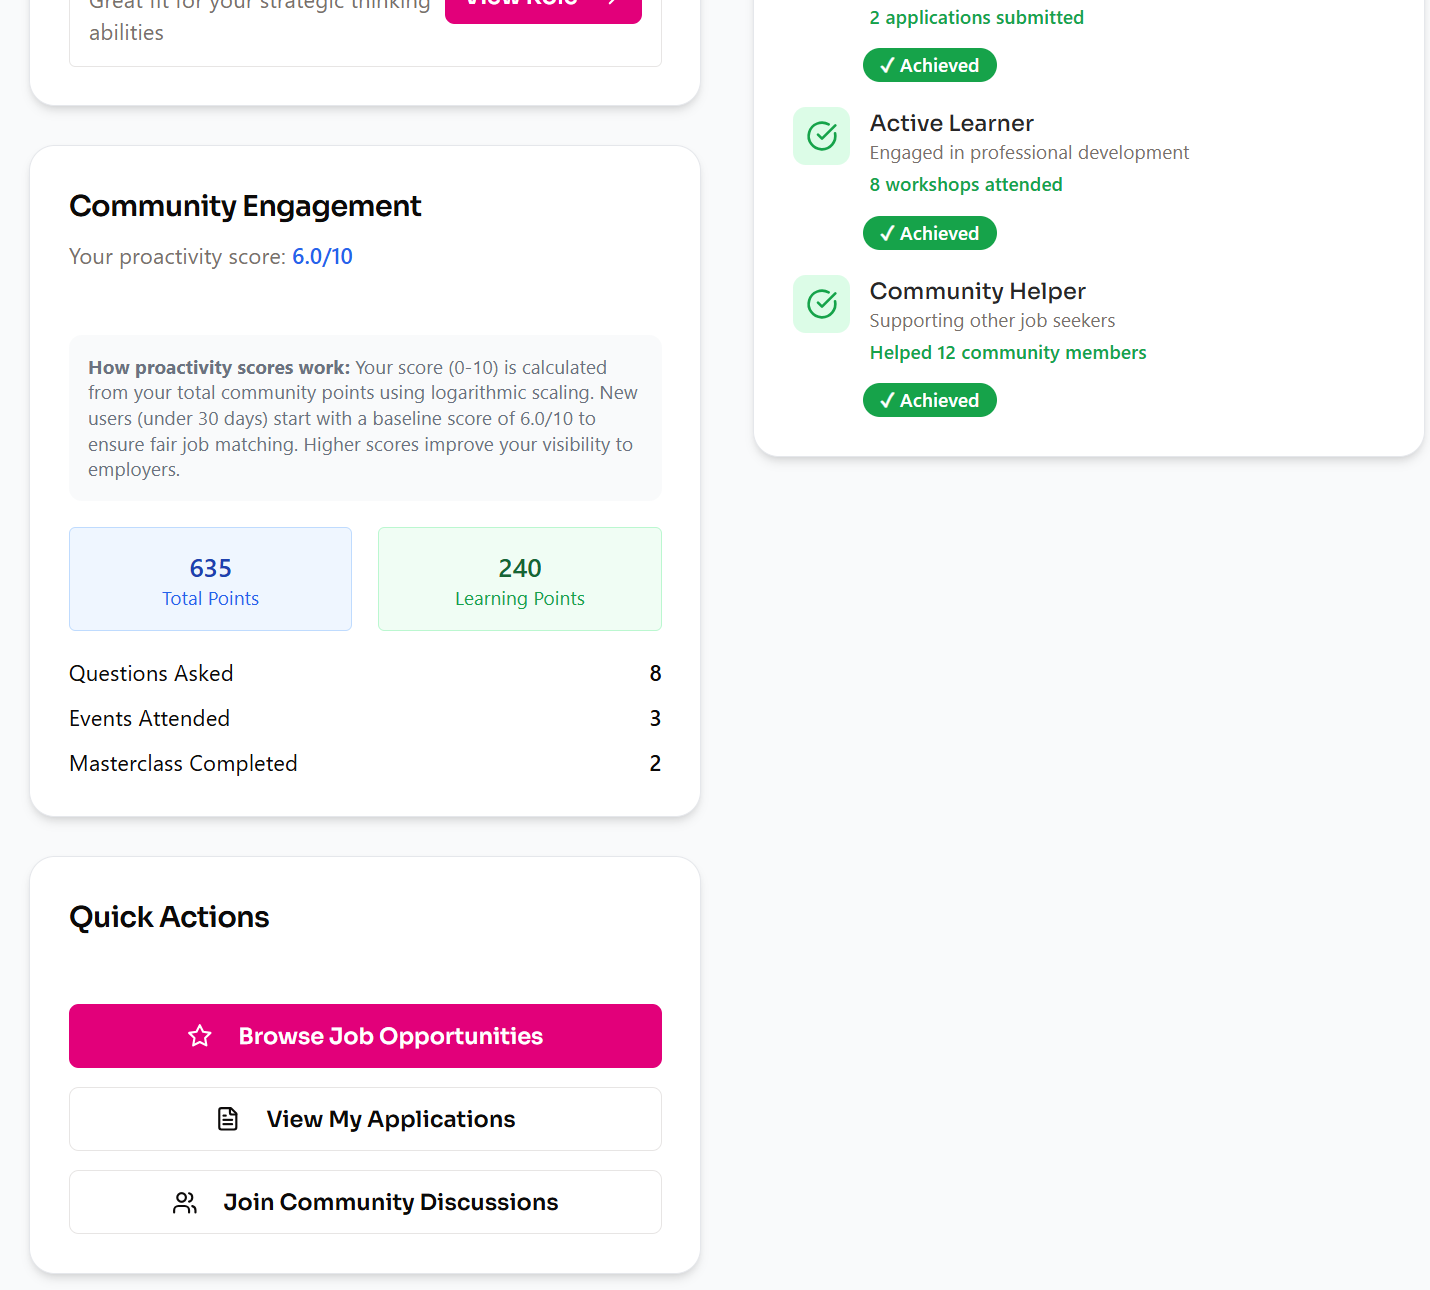 Great fit for your strategic thinking
abilities
View Role
Community Engagement
Your proactivity score: 6.0/10
How proactivity scores work: Your score (0-10) is calculated
from your total community points using logarithmic scaling. New
users (under 30 days) start with a baseline score of 6.0/10 to
ensure fair job matching. Higher scores improve your visibility to
employers.
635
Total Points
240
Learning Points
Questions Asked 8
Events Attended 3
Masterclass Completed 2
Quick Actions
Browse Job Opportunities
View My Applications
Join Community Discussions
2 applications submitted
✓ Achieved
Active Learner
Engaged in professional development
8 workshops attended
✓ Achieved
Community Helper
Supporting other job seekers
Helped 12 community members
✓ Achieved